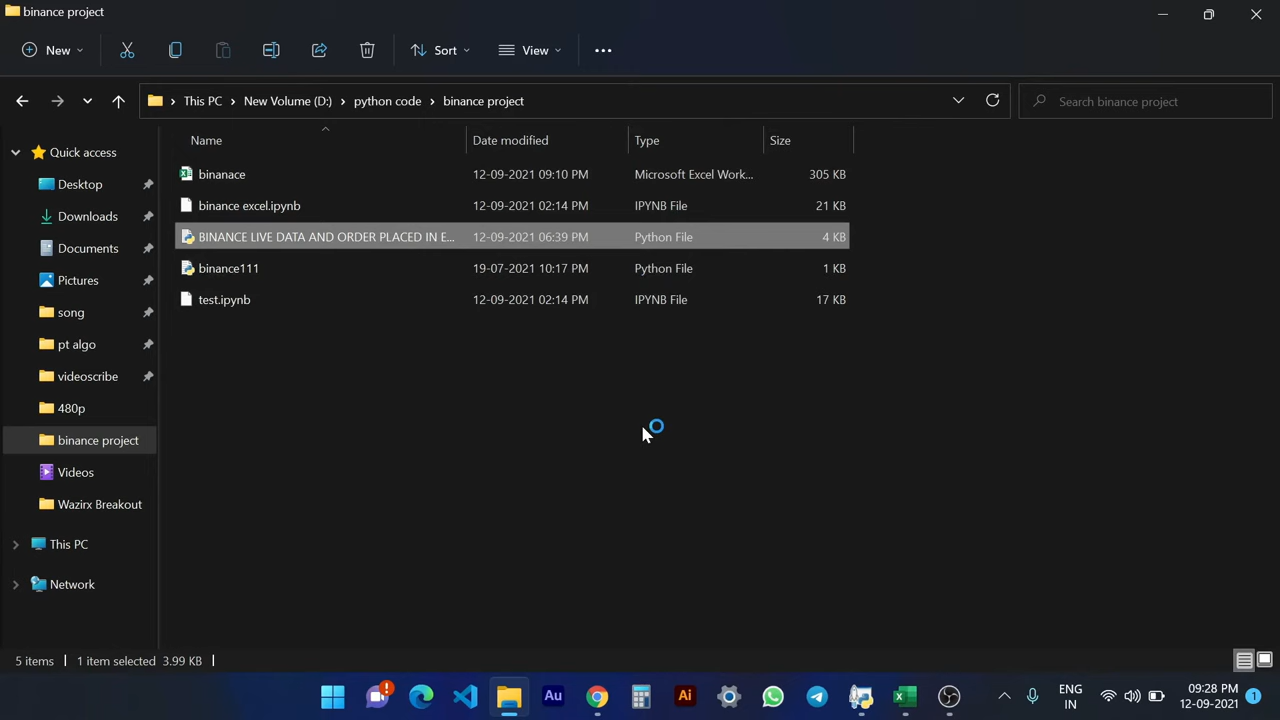 binance project
New
Sort
View
This PC
New Volume (D:)
python code
binance project
Search binance project
Name
Date modified
Type
Size
Quick access
Desktop
Downloads
Documents
Pictures
song
pt algo
videoscribe
480p
binance project
Videos
Wazirx Breakout
This PC
Network
binanace 12-09-2021 09:10 PM Microsoft Excel Work... 305 KB
binance excel.ipynb 12-09-2021 02:14 PM IPYNB File 21 KB
BINANCE LIVE DATA AND ORDER PLACED IN E... 12-09-2021 06:39 PM Python File 4 KB
binance111 19-07-2021 10:17 PM Python File 1 KB
test.ipynb 12-09-2021 02:14 PM IPYNB File 17 KB
5 items 1 item selected 3.99 KB
Au
Ai
ENG
IN
09:28 PM
12-09-2021
1